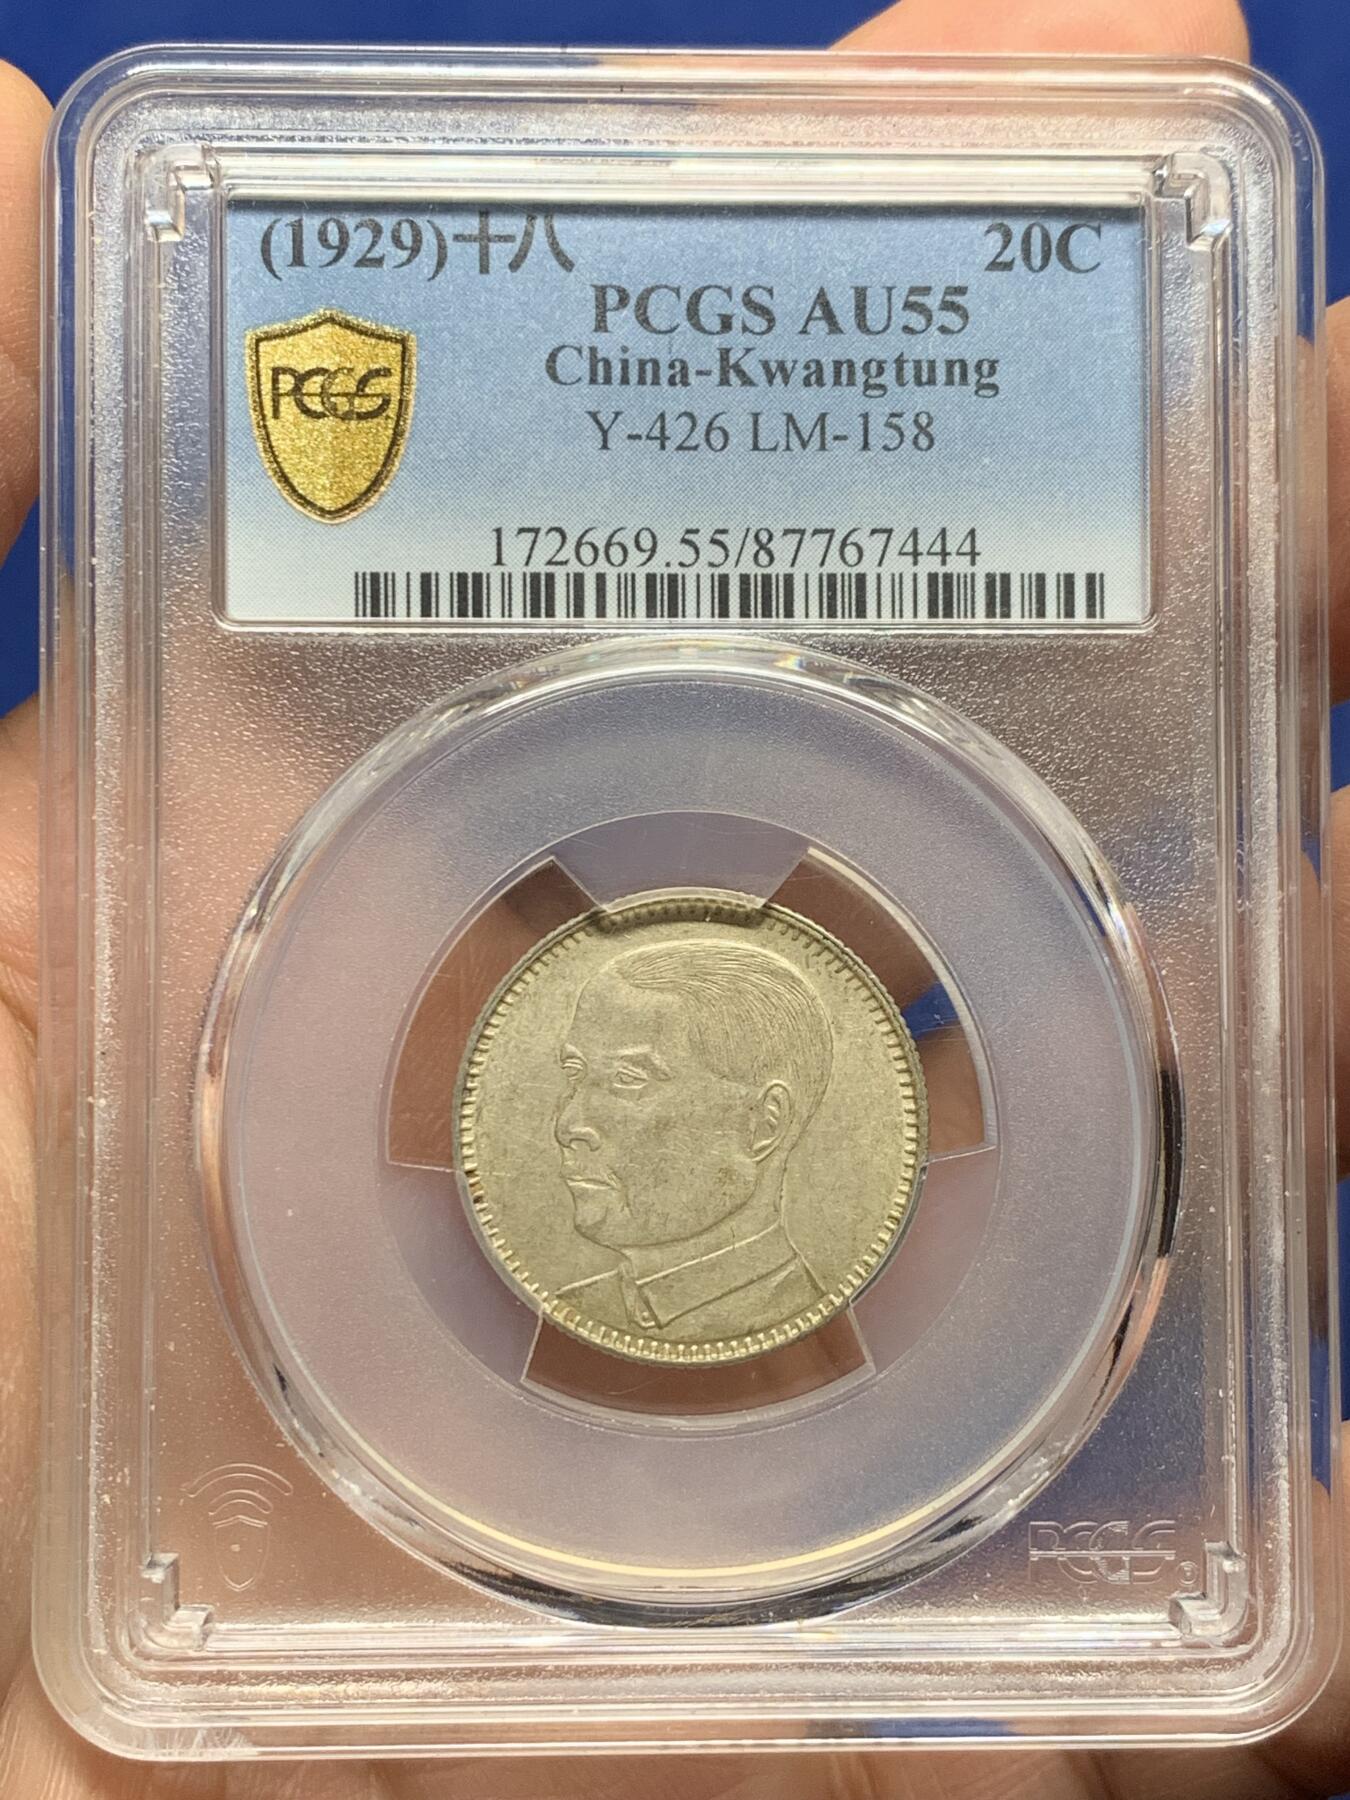 (1929)十八 20C
PCGS AU55
China-Kwangtung
PCGS
Y-426 LM-158
172669.55/87767444
PCGS